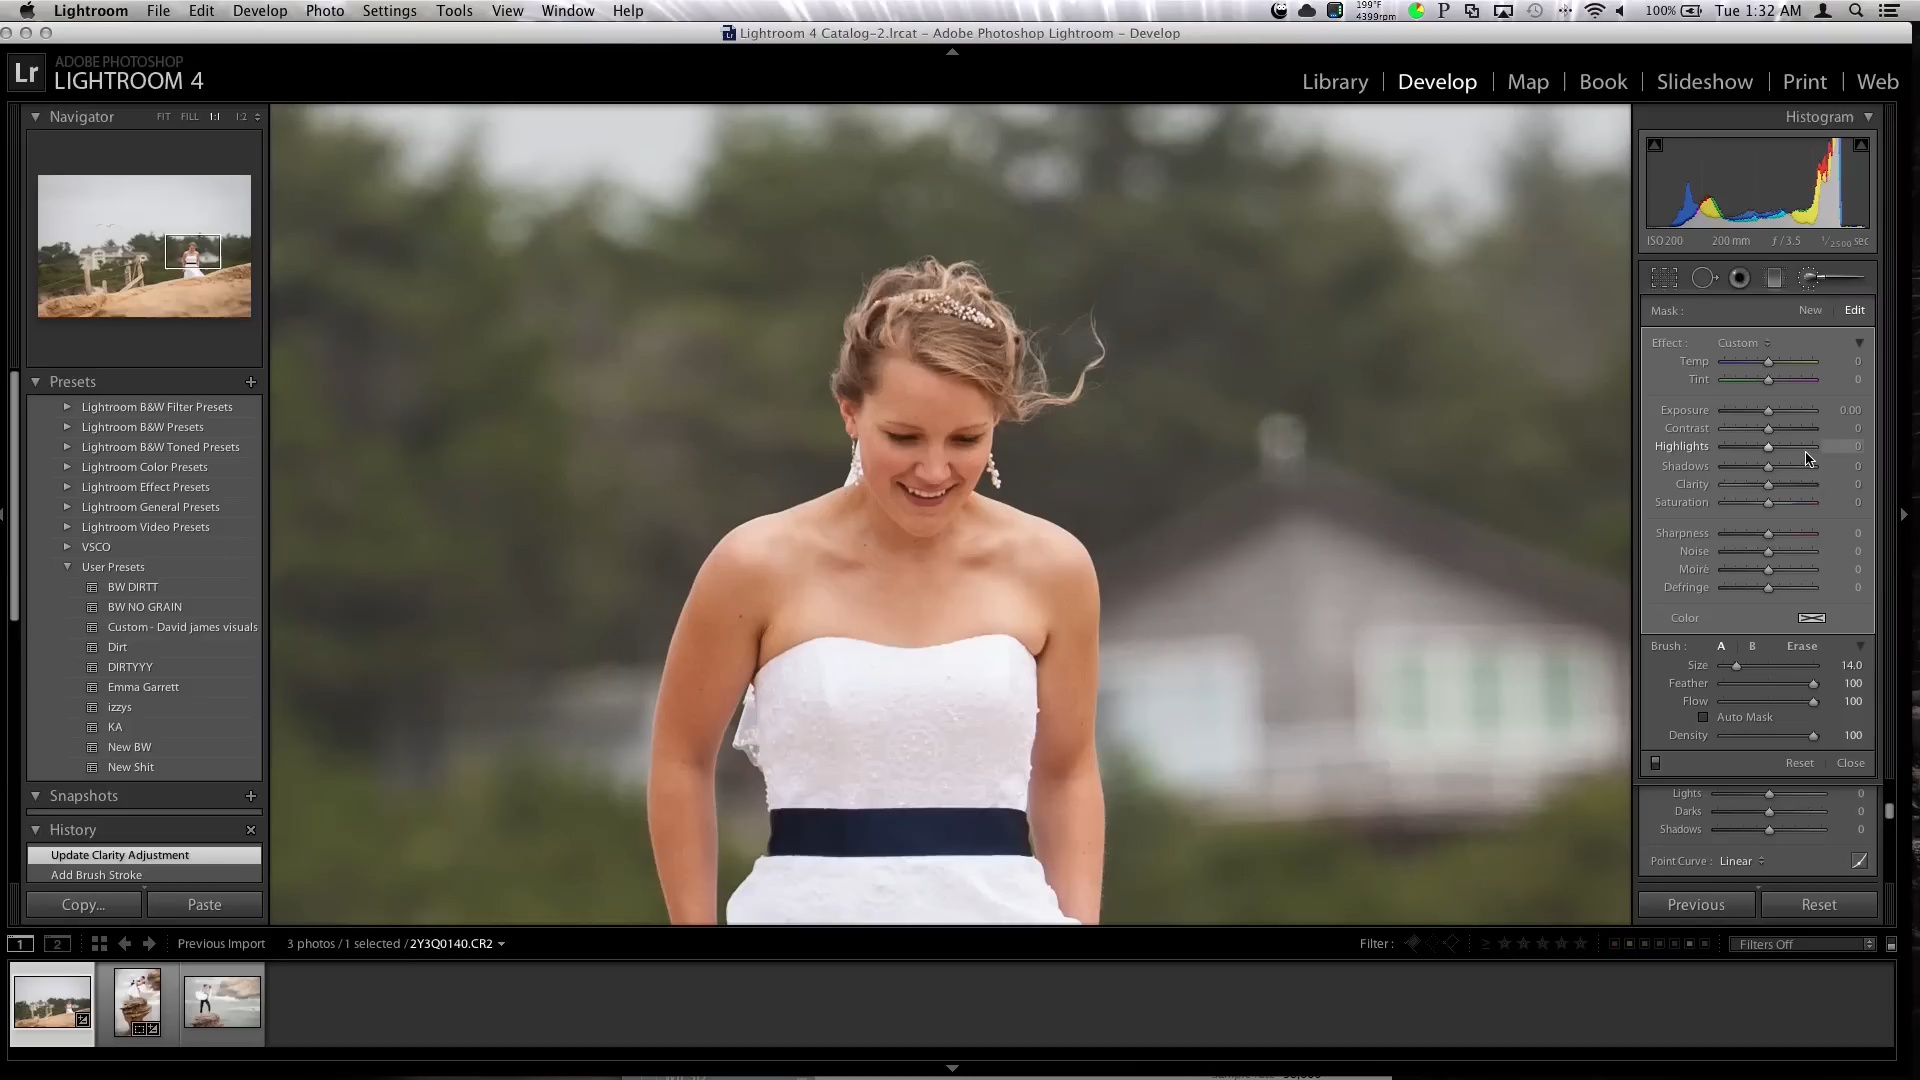 Lightroom File Edit Develop Photo Settings Tools View Window Help
199°F 4399rpm 100% Tue 1:32 AM
Lightroom 4 Catalog-2.lrcat – Adobe Photoshop Lightroom – Develop
Lr ADOBE PHOTOSHOP
LIGHTROOM 4
Library | Develop | Map | Book | Slideshow | Print | Web
Navigator FIT FILL 1:1 1:2
Presets +
Lightroom B&W Filter Presets
Lightroom B&W Presets
Lightroom B&W Toned Presets
Lightroom Color Presets
Lightroom Effect Presets
Lightroom General Presets
Lightroom Video Presets
VSCO
User Presets
BW DIRTT
BW NO GRAIN
Custom - David james visuals
Dirt
DIRTYYY
Emma Garrett
izzys
KA
New BW
New Shit
Snapshots +
History
Update Clarity Adjustment
Add Brush Stroke
Copy... Paste
Histogram
ISO 200 200 mm ƒ / 3.5 1/2500 sec
Mask : New Edit
Effect : Custom
Temp 0
Tint 0
Exposure 0.00
Contrast 0
Highlights 0
Shadows 0
Clarity 0
Saturation 0
Sharpness 0
Noise 0
Moiré 0
Defringe 0
Color
Brush : A B Erase
Size 14.0
Feather 100
Flow 100
Auto Mask
Density 100
Reset Close
Lights 0
Darks 0
Shadows 0
Point Curve : Linear
Previous Reset
1 2 Previous Import 3 photos / 1 selected / 2Y3Q0140.CR2 Filter : Filters Off